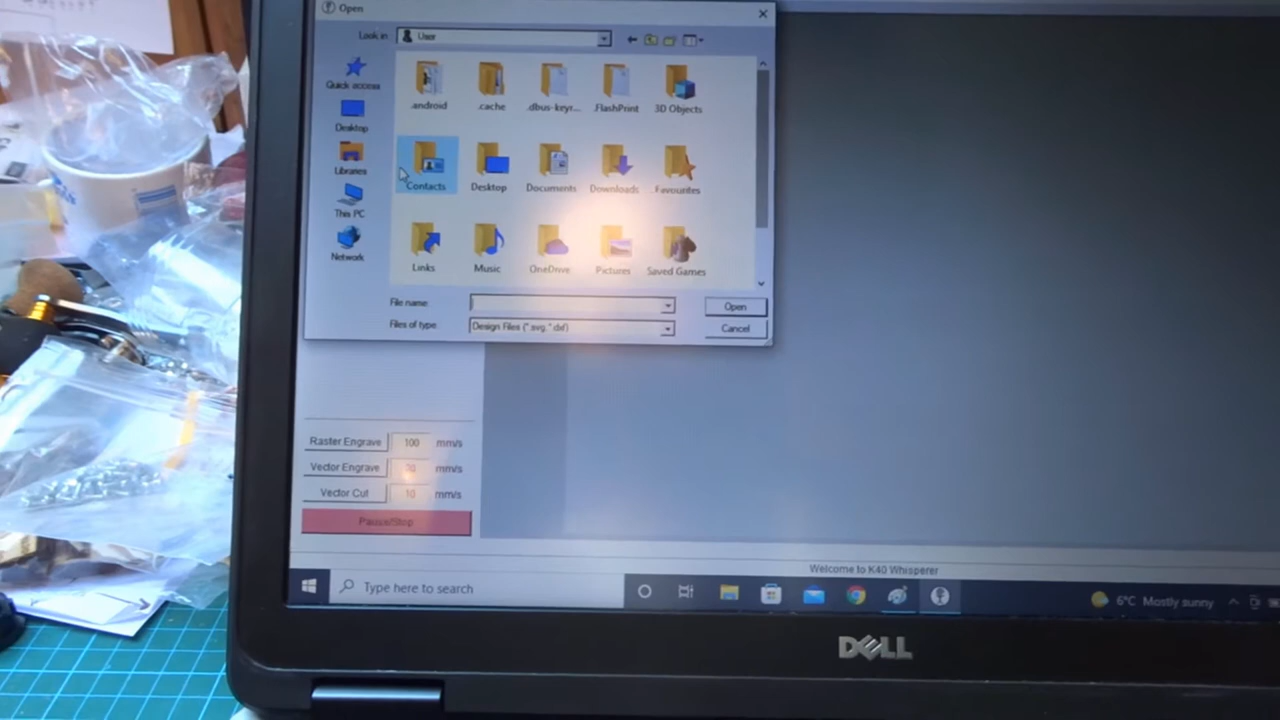 Open
Look in: User
Quick access
Desktop
Libraries
This PC
Network
.android .cache .dbus-keyr... .FlashPrint 3D Objects
Contacts Desktop Documents Downloads Favourites
Links Music OneDrive Pictures Saved Games
File name: Open
Files of type: Design Files (*.svg,*.dxf) Cancel
Raster Engrave 100 mm/s
Vector Engrave 20 mm/s
Vector Cut 10 mm/s
Pause/Stop
Welcome to K40 Whisperer
Type here to search
6°C Mostly sunny
DELL